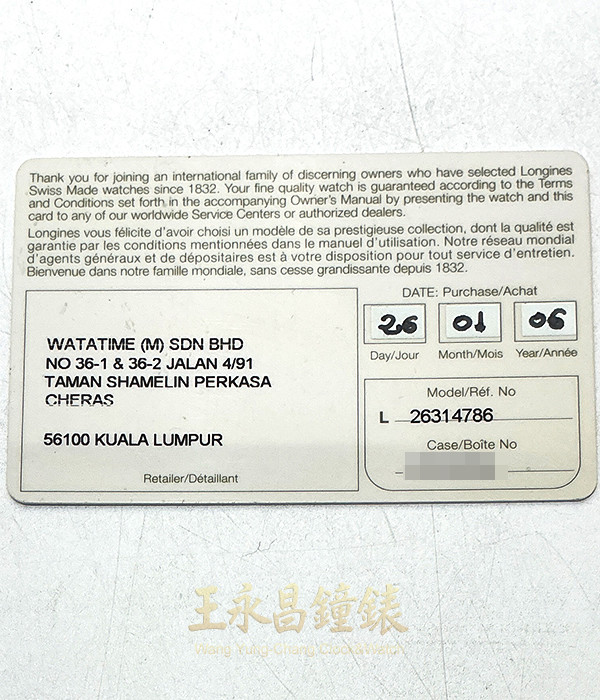 Thank you for joining an international family of discerning owners who have selected Longines
Swiss Made watches since 1832. Your fine quality watch is guaranteed according to the Terms
and Conditions set forth in the accompanying Owner's Manual by presenting the watch and this
card to any of our worldwide Service Centers or authorized dealers.
Longines vous félicite d'avoir choisi un modèle de sa prestigieuse collection, dont la qualité est
garantie par les conditions mentionnées dans le manuel d'utilisation. Notre réseau mondial
d'agents généraux et de dépositaires est à votre disposition pour tout service d'entretien.
Bienvenue dans notre famille mondiale, sans cesse grandissante depuis 1832.
WATATIME (M) SDN BHD
NO 36-1 & 36-2 JALAN 4/91
TAMAN SHAMELIN PERKASA
CHERAS
56100 KUALA LUMPUR
Retailer/Détaillant
DATE: Purchase/Achat
26 01 06
Day/Jour Month/Mois Year/Année
Model/Réf. No
L 26314786
Case/Boîte No
王永昌鐘錶
Wang Yung-Chang Clock&Watch